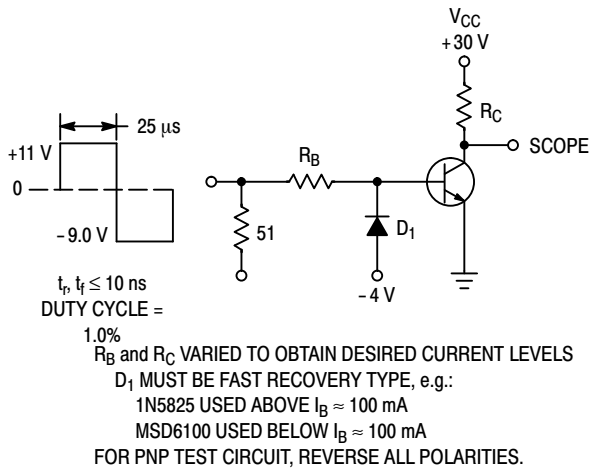 VCC
+30 V
RC
SCOPE
25 μs
+11 V
0
-9.0 V
RB
51
D1
-4 V
tr, tf ≤ 10 ns
DUTY CYCLE =
1.0%
RB and RC VARIED TO OBTAIN DESIRED CURRENT LEVELS
D1 MUST BE FAST RECOVERY TYPE, e.g.:
1N5825 USED ABOVE IB ≈ 100 mA
MSD6100 USED BELOW IB ≈ 100 mA
FOR PNP TEST CIRCUIT, REVERSE ALL POLARITIES.